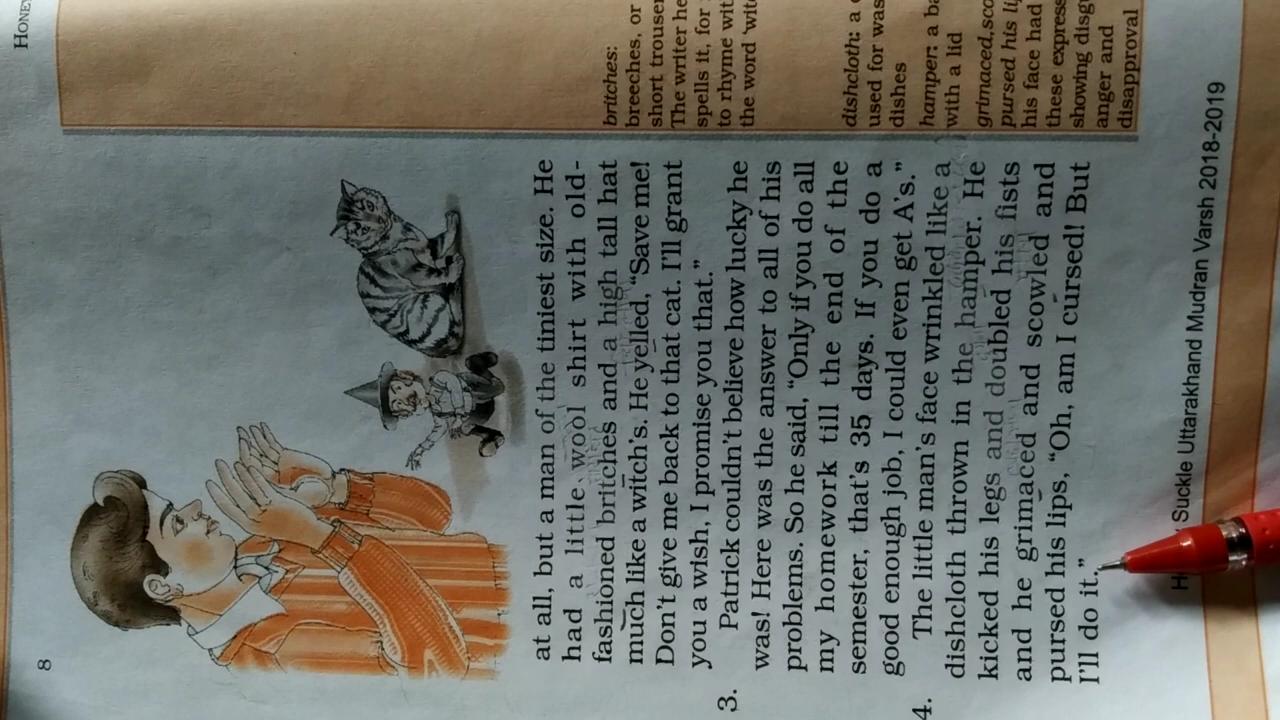 8
at all, but a man of the tiniest size. He
had a little wool shirt with old-
fashioned britches and a high tall hat
much like a witch's. He yelled, “Save me!
Don't give me back to that cat. I'll grant
you a wish, I promise you that.”
3. Patrick couldn't believe how lucky he
was! Here was the answer to all of his
problems. So he said, “Only if you do all
my homework till the end of the
semester, that's 35 days. If you do a
good enough job, I could even get A's.”
4. The little man's face wrinkled like a
dishcloth thrown in the hamper. He
kicked his legs and doubled his fists
and he grimaced and scowled and
pursed his lips, “Oh, am I cursed! But
I'll do it.”
britches:
breeches, or
short trouser
The writer he
spells it, for
to rhyme wit
the word 'wit
dishcloth: a
used for was
dishes
hamper: a ba
with a lid
grimaced, sco
pursed his li
his face had
these express
showing disg
anger and
disapproval
Suckle Uttarakhand Mudran Varsh 2018-2019